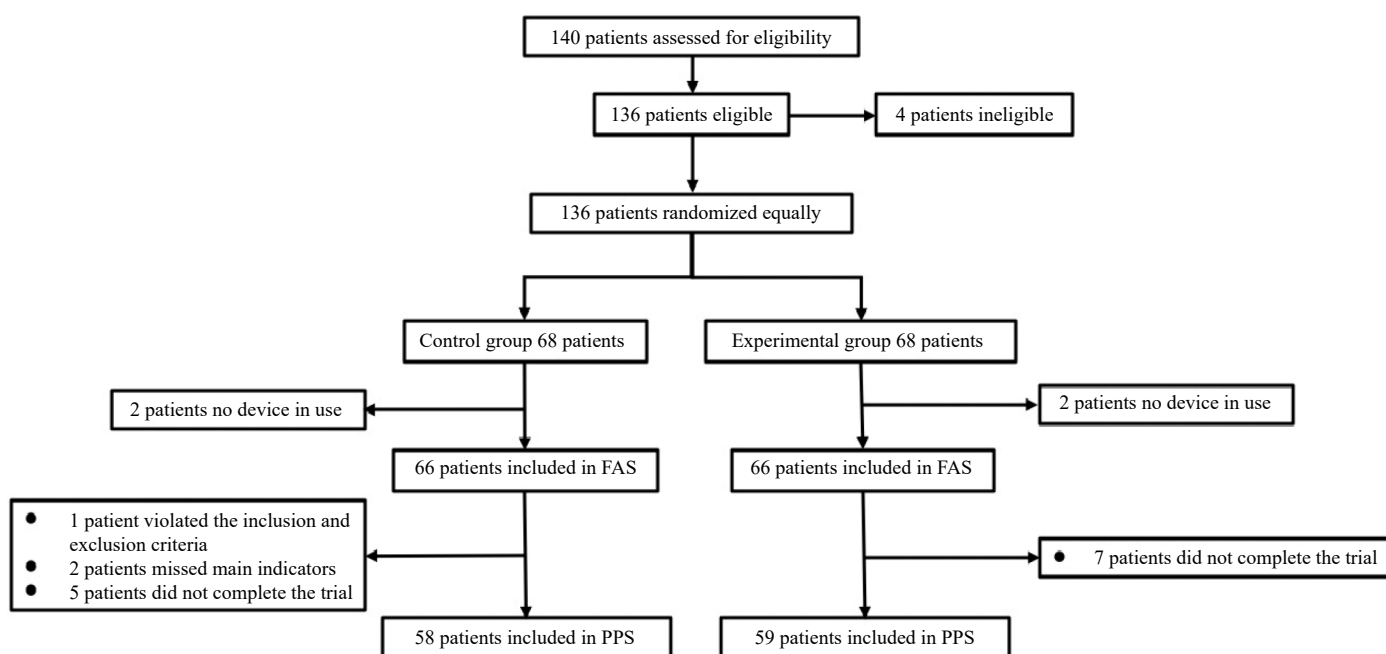 140 patients assessed for eligibility
136 patients eligible
4 patients ineligible
136 patients randomized equally
Control group 68 patients
Experimental group 68 patients
2 patients no device in use
2 patients no device in use
66 patients included in FAS
66 patients included in FAS
● 1 patient violated the inclusion and
exclusion criteria
● 2 patients missed main indicators
● 5 patients did not complete the trial
● 7 patients did not complete the trial
58 patients included in PPS
59 patients included in PPS